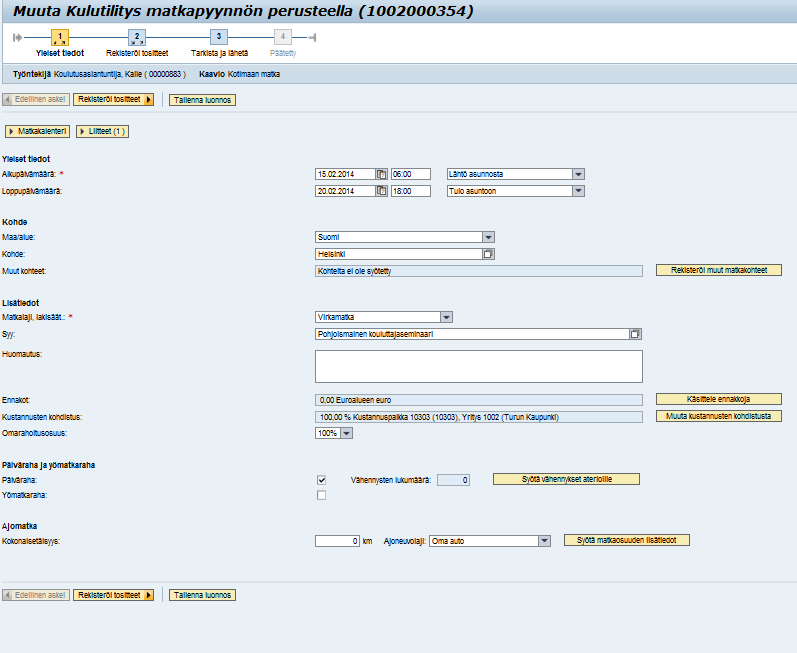 Muuta Kulutilitys matkapyynnön perusteella (1002000354)
1 2 3 4
Yleiset tiedot Rekisteröi tositteet Tarkista ja lähetä Päätetty
Työntekijä Koulutusasiantuntija, Kalle ( 00000883 ) Kaavio Kotimaan matka
Edellinen askel Rekisteröi tositteet Tallenna luonnos
Matkakalenteri Liitteet (1 )
Yleiset tiedot
Alkupäivämäärä: * 15.02.2014 06:00 Lähtö asunnosta
Loppupäivämäärä: 20.02.2014 18:00 Tulo asuntoon
Kohde
Maa/alue: Suomi
Kohde: Helsinki
Muut kohteet: Kohteita ei ole syötetty Rekisteröi muut matkakohteet
Lisätiedot
Matkalaji, lakisäät.: * Virkamatka
Syy: Pohjoismainen kouluttajaseminaari
Huomautus:
Ennakot: 0,00 Euroalueen euro Käsittele ennakkoja
Kustannusten kohdistus: 100,00 % Kustannuspaikka 10303 (10303), Yritys 1002 (Turun Kaupunki) Muuta kustannusten kohdistusta
Omarahoitusosuus: 100%
Päiväraha ja yömatkaraha
Päiväraha: Vähennysten lukumäärä: 0 Syötä vähennykset aterioille
Yömatkaraha:
Ajomatka
Kokonaisetäisyys: 0 km Ajoneuvolaji: Oma auto Syötä matkaosuuden lisätiedot
Edellinen askel Rekisteröi tositteet Tallenna luonnos